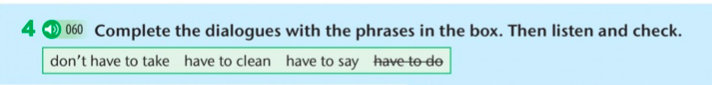 4 060 Complete the dialogues with the phrases in the box. Then listen and check.
don't have to take have to clean have to say have to do